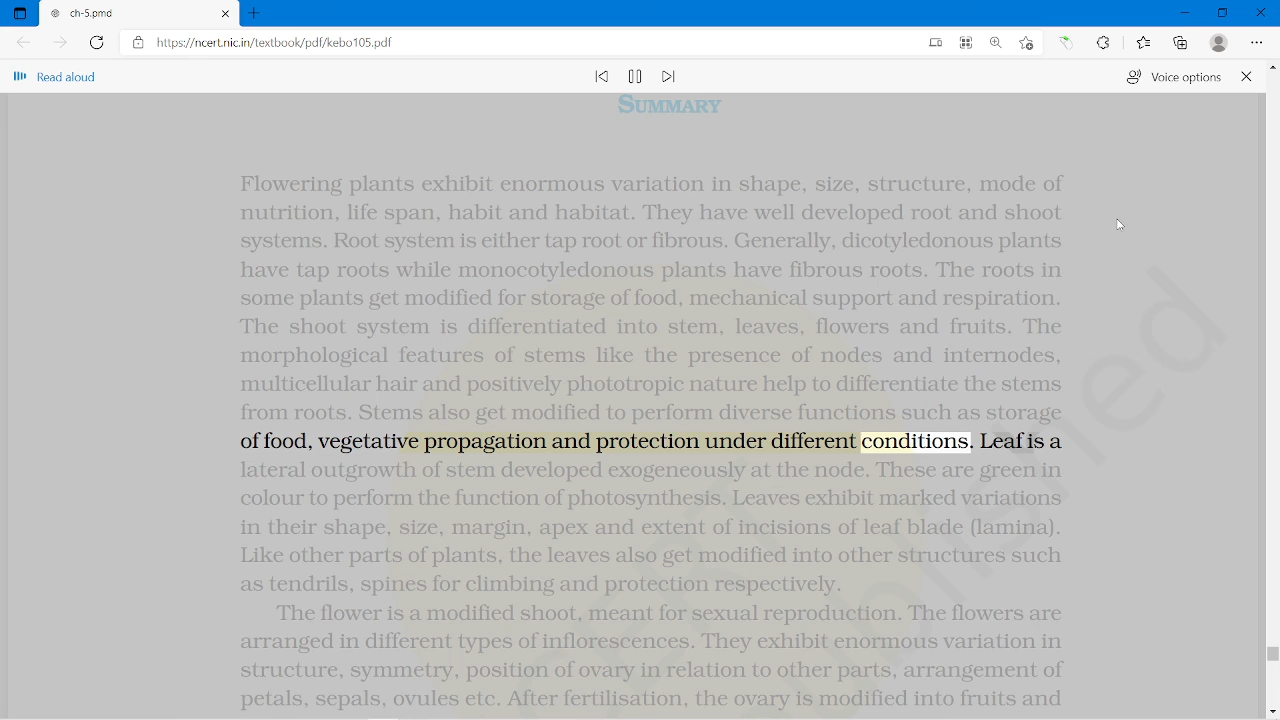 ch-5.pmd
https://ncert.nic.in/textbook/pdf/kebo105.pdf
Read aloud
Voice options
SUMMARY
Flowering plants exhibit enormous variation in shape, size, structure, mode of
nutrition, life span, habit and habitat. They have well developed root and shoot
systems. Root system is either tap root or fibrous. Generally, dicotyledonous plants
have tap roots while monocotyledonous plants have fibrous roots. The roots in
some plants get modified for storage of food, mechanical support and respiration.
The shoot system is differentiated into stem, leaves, flowers and fruits. The
morphological features of stems like the presence of nodes and internodes,
multicellular hair and positively phototropic nature help to differentiate the stems
from roots. Stems also get modified to perform diverse functions such as storage
of food, vegetative propagation and protection under different conditions. Leaf is a
lateral outgrowth of stem developed exogeneously at the node. These are green in
colour to perform the function of photosynthesis. Leaves exhibit marked variations
in their shape, size, margin, apex and extent of incisions of leaf blade (lamina).
Like other parts of plants, the leaves also get modified into other structures such
as tendrils, spines for climbing and protection respectively.
The flower is a modified shoot, meant for sexual reproduction. The flowers are
arranged in different types of inflorescences. They exhibit enormous variation in
structure, symmetry, position of ovary in relation to other parts, arrangement of
petals, sepals, ovules etc. After fertilisation, the ovary is modified into fruits and